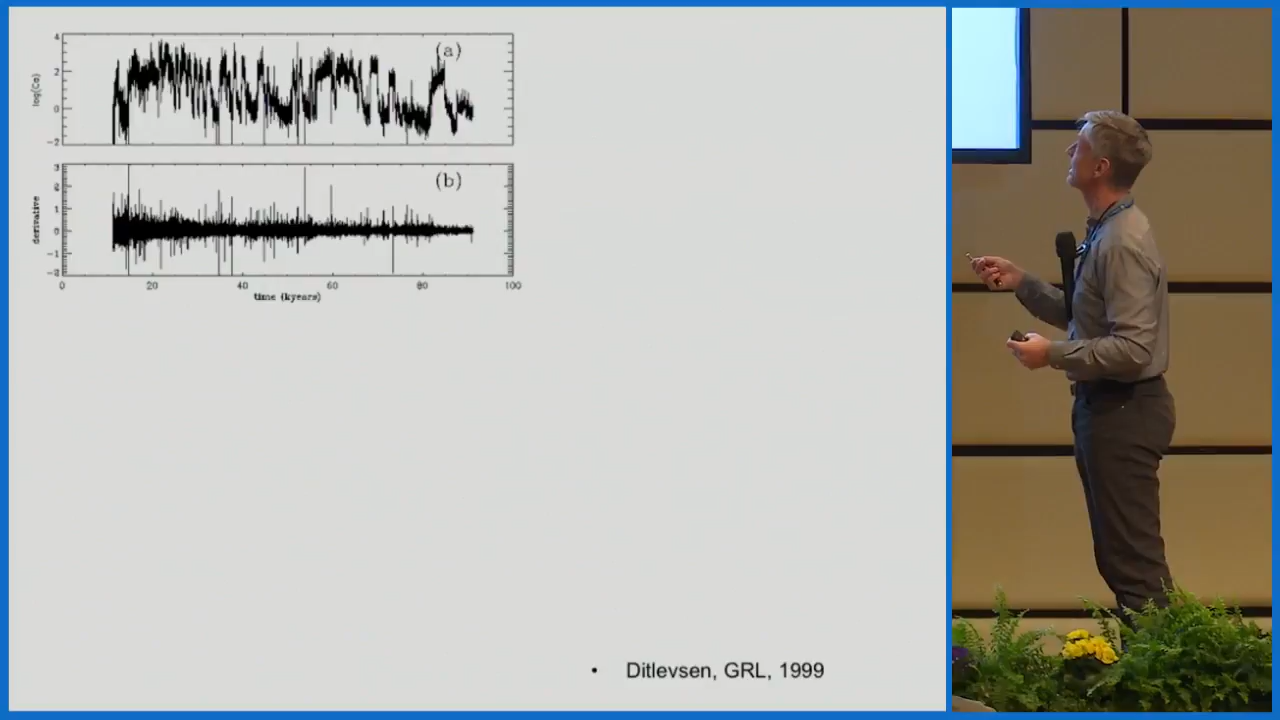 (a)
log(Ca)
4
2
0
-2
(b)
derivative
3
2
1
0
-1
-2
0 20 40 60 80 100
time (kyears)
• Ditlevsen, GRL, 1999